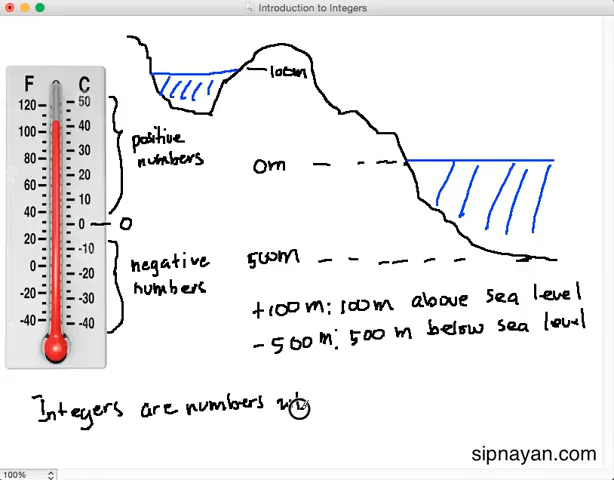 Introduction to Integers
F C
120 50
100 40
80 30
60 20
40 10
20 0
0 -10
-20 -20
-20 -30
-40 -40
positive
numbers
0
negative
numbers
100m
0m
500m
+100 m: 100m above sea level
- 500 m: 500 m below sea level
Integers are numbers
sipnayan.com
100%